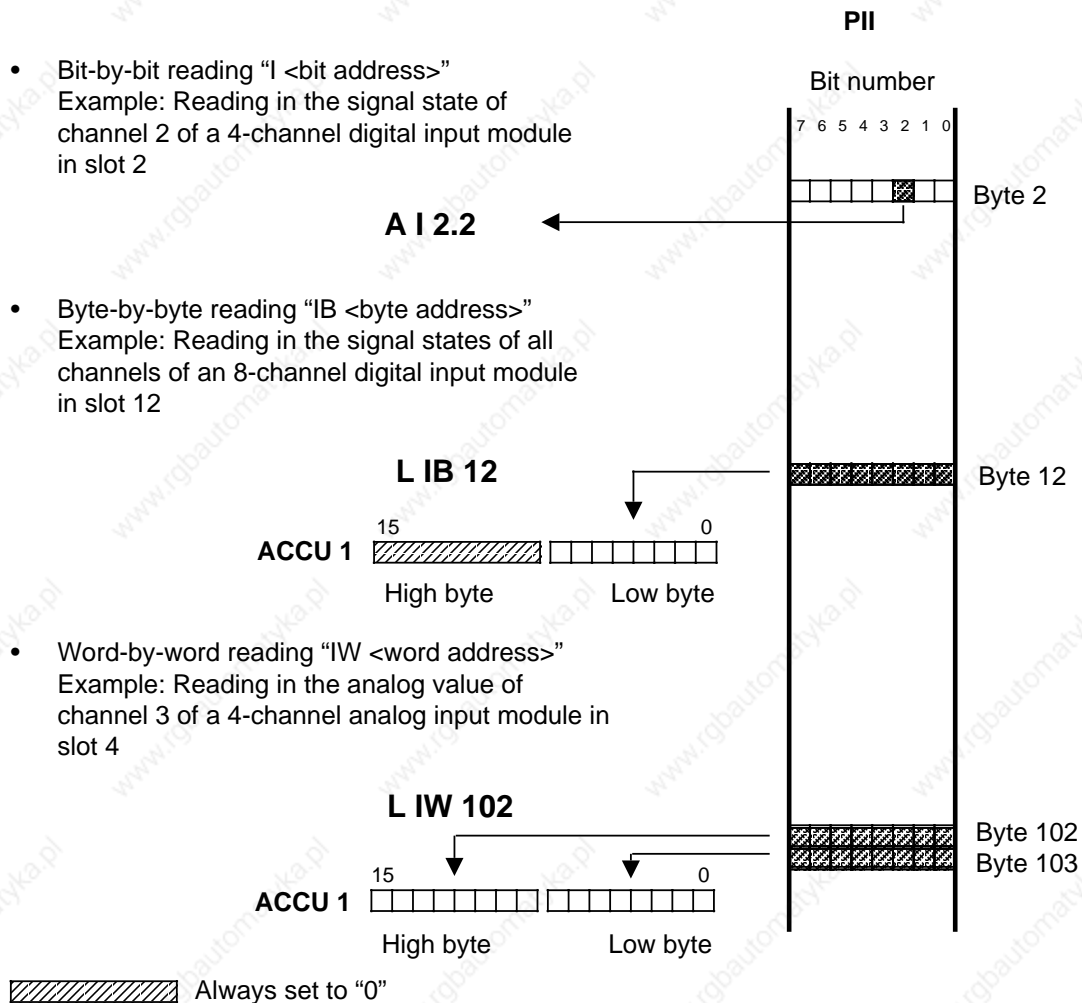 PII
• Bit-by-bit reading “I <bit address>”
Example: Reading in the signal state of
channel 2 of a 4-channel digital input module
in slot 2
Bit number
7 6 5 4 3 2 1 0
Byte 2
A I 2.2
• Byte-by-byte reading “IB <byte address>”
Example: Reading in the signal states of all
channels of an 8-channel digital input module
in slot 12
L IB 12
Byte 12
15 0
ACCU 1
High byte Low byte
• Word-by-word reading “IW <word address>”
Example: Reading in the analog value of
channel 3 of a 4-channel analog input module in
slot 4
L IW 102
Byte 102
Byte 103
15 0
ACCU 1
High byte Low byte
Always set to “0”
www.rgbautomatyka.pl